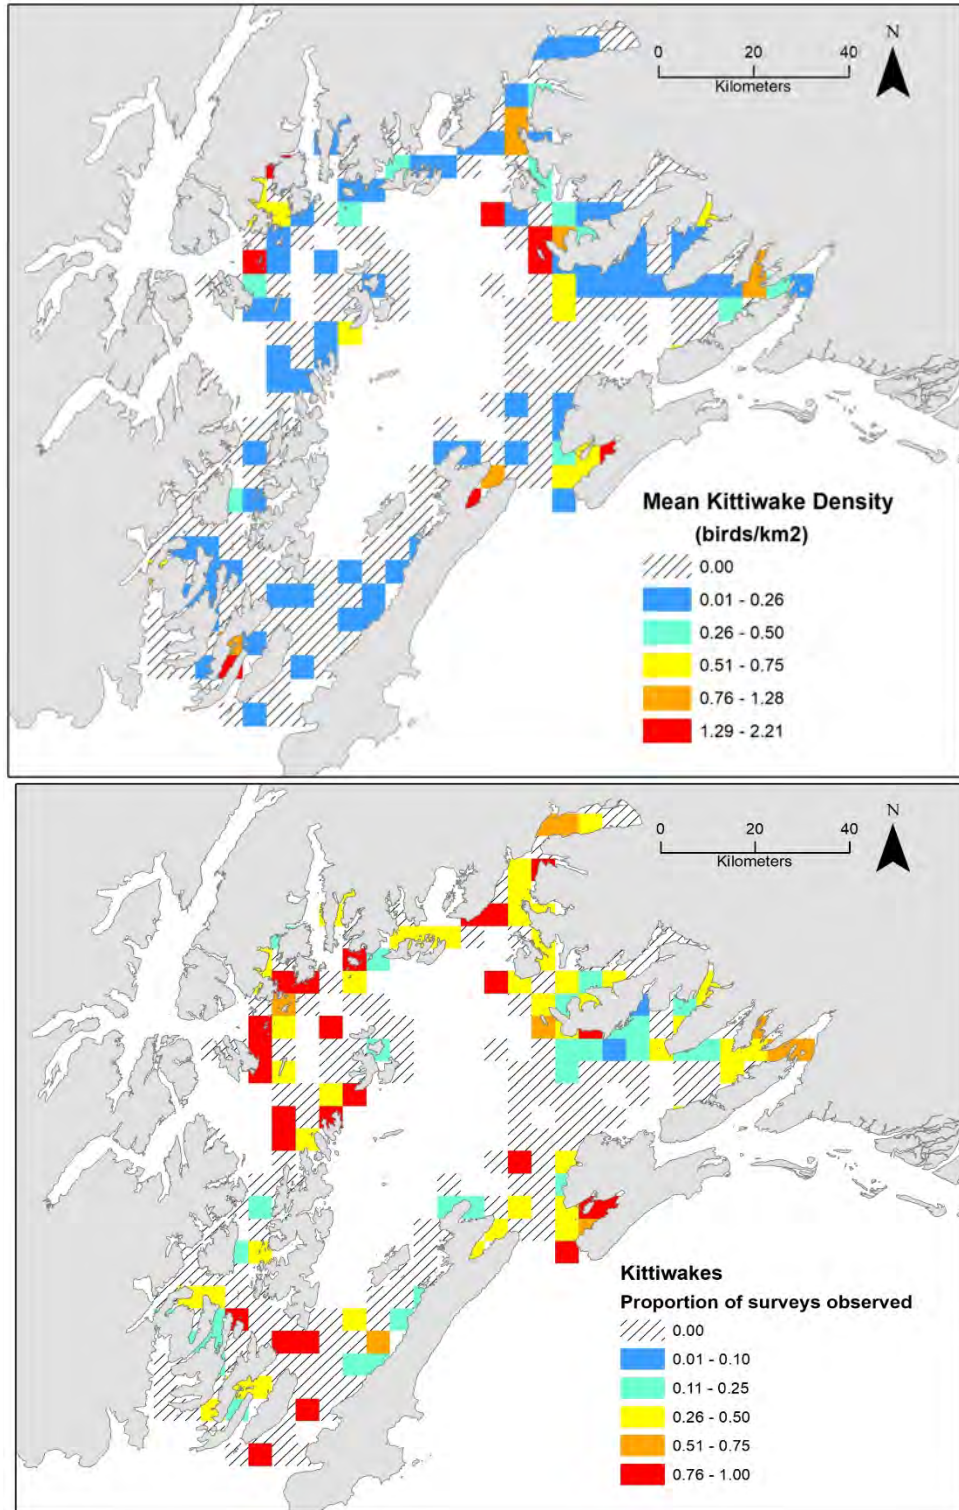 N
0 20 40
Kilometers
Mean Kittiwake Density
(birds/km2)
0.00
0.01 - 0.26
0.26 - 0.50
0.51 - 0.75
0.76 - 1.28
1.29 - 2.21
N
0 20 40
Kilometers
Kittiwakes
Proportion of surveys observed
0.00
0.01 - 0.10
0.11 - 0.25
0.26 - 0.50
0.51 - 0.75
0.76 - 1.00